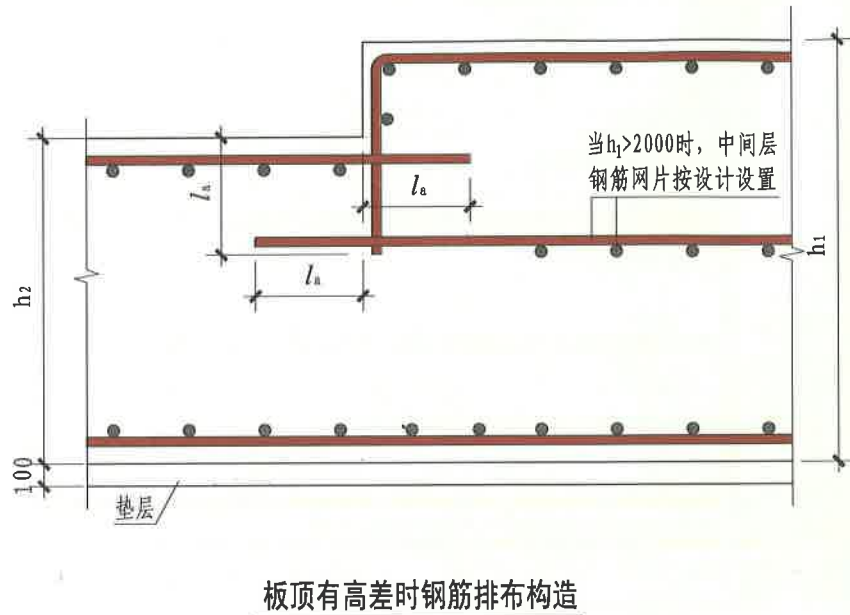 当h₁>2000时，中间层
钢筋网片按设计设置
lₐ
lₐ
lₐ
h₁
h₂
100
垫层
板顶有高差时钢筋排布构造